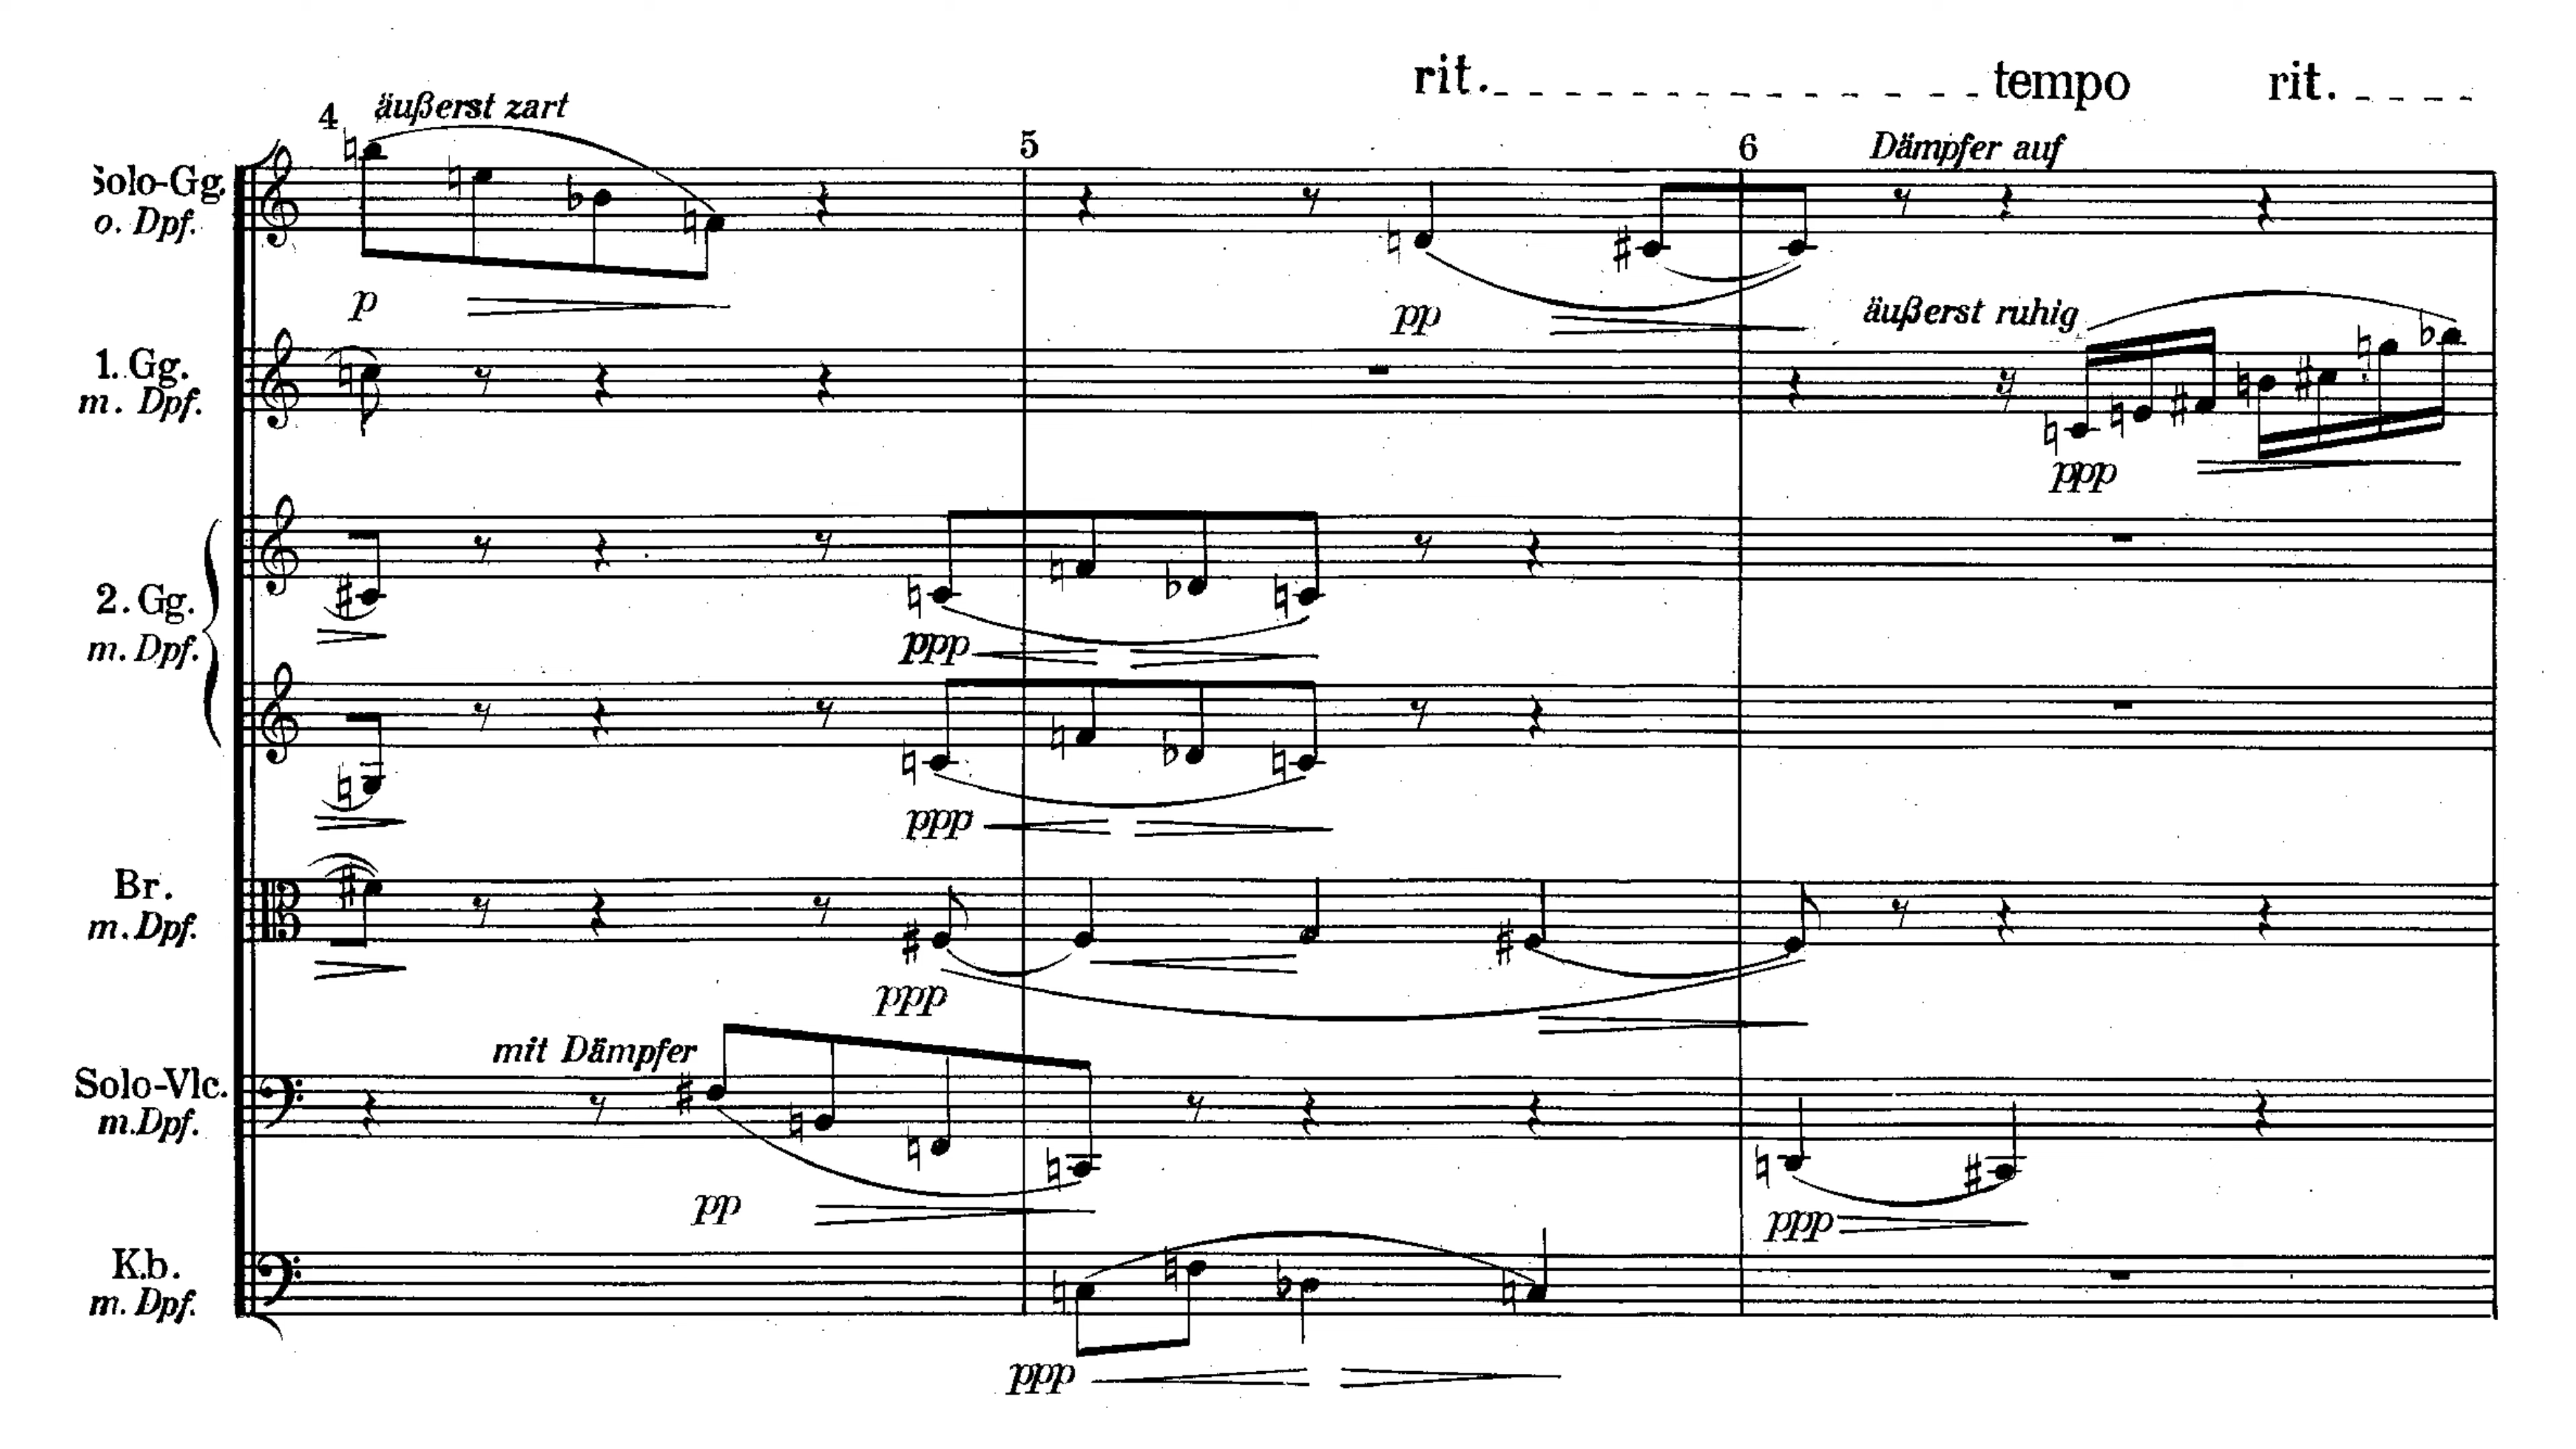 rit. tempo rit.
4 äußerst zart
5
6
Dämpfer auf
Solo-Gg.
o. Dpf.
p
pp
äußerst ruhig
1. Gg.
m. Dpf.
ppp
2. Gg.
m. Dpf.
ppp
ppp
Br.
m. Dpf.
ppp
mit Dämpfer
Solo-Vlc.
m. Dpf.
pp
ppp
K.b.
m. Dpf.
ppp